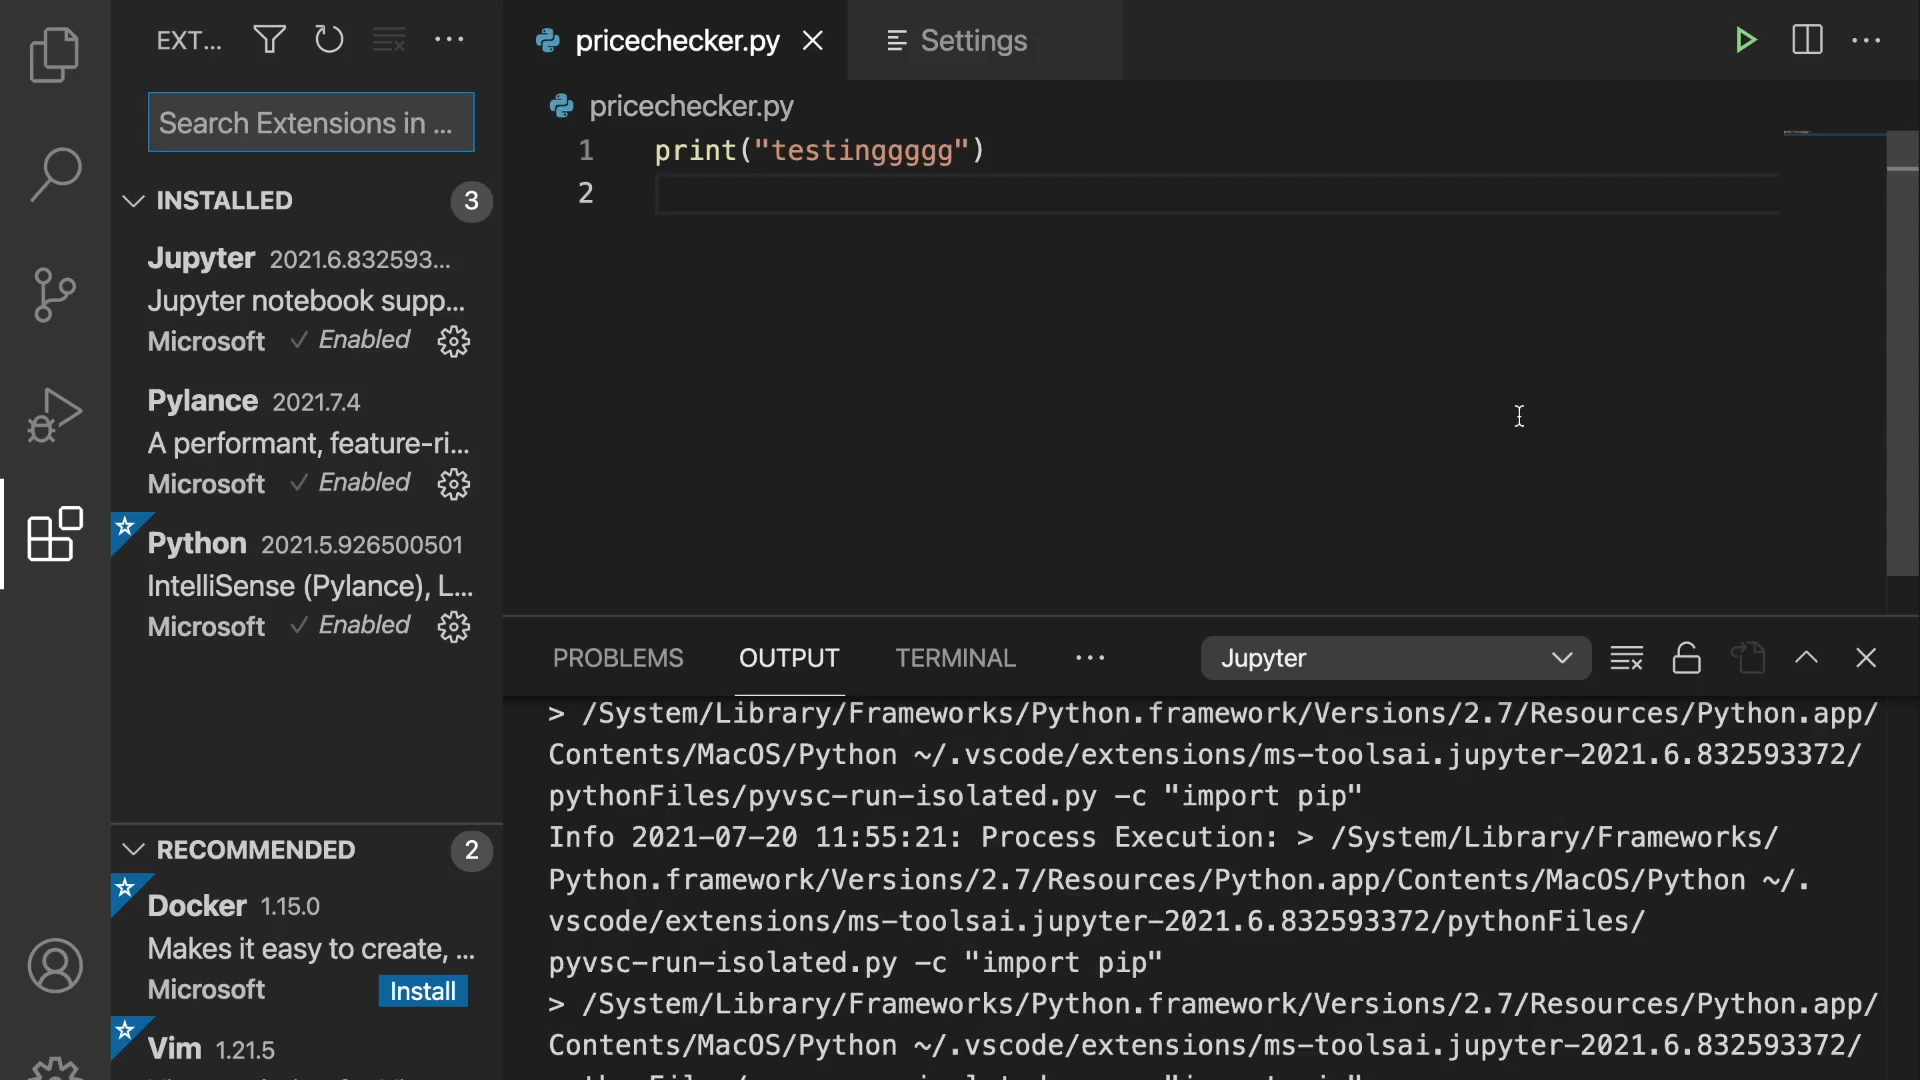 EXT...
Search Extensions in ...
INSTALLED 3
Jupyter 2021.6.832593...
Jupyter notebook supp...
Microsoft ✓ Enabled
Pylance 2021.7.4
A performant, feature-ri...
Microsoft ✓ Enabled
Python 2021.5.926500501
IntelliSense (Pylance), L...
Microsoft ✓ Enabled
RECOMMENDED 2
Docker 1.15.0
Makes it easy to create, ...
Microsoft Install
Vim 1.21.5
pricechecker.py Settings
pricechecker.py
1 print("testinggggg")
2
PROBLEMS OUTPUT TERMINAL ... Jupyter
> /System/Library/Frameworks/Python.framework/Versions/2.7/Resources/Python.app/
Contents/MacOS/Python ~/.vscode/extensions/ms-toolsai.jupyter-2021.6.832593372/
pythonFiles/pyvsc-run-isolated.py -c "import pip"
Info 2021-07-20 11:55:21: Process Execution: > /System/Library/Frameworks/
Python.framework/Versions/2.7/Resources/Python.app/Contents/MacOS/Python ~/.
vscode/extensions/ms-toolsai.jupyter-2021.6.832593372/pythonFiles/
pyvsc-run-isolated.py -c "import pip"
> /System/Library/Frameworks/Python.framework/Versions/2.7/Resources/Python.app/
Contents/MacOS/Python ~/.vscode/extensions/ms-toolsai.jupyter-2021.6.832593372/